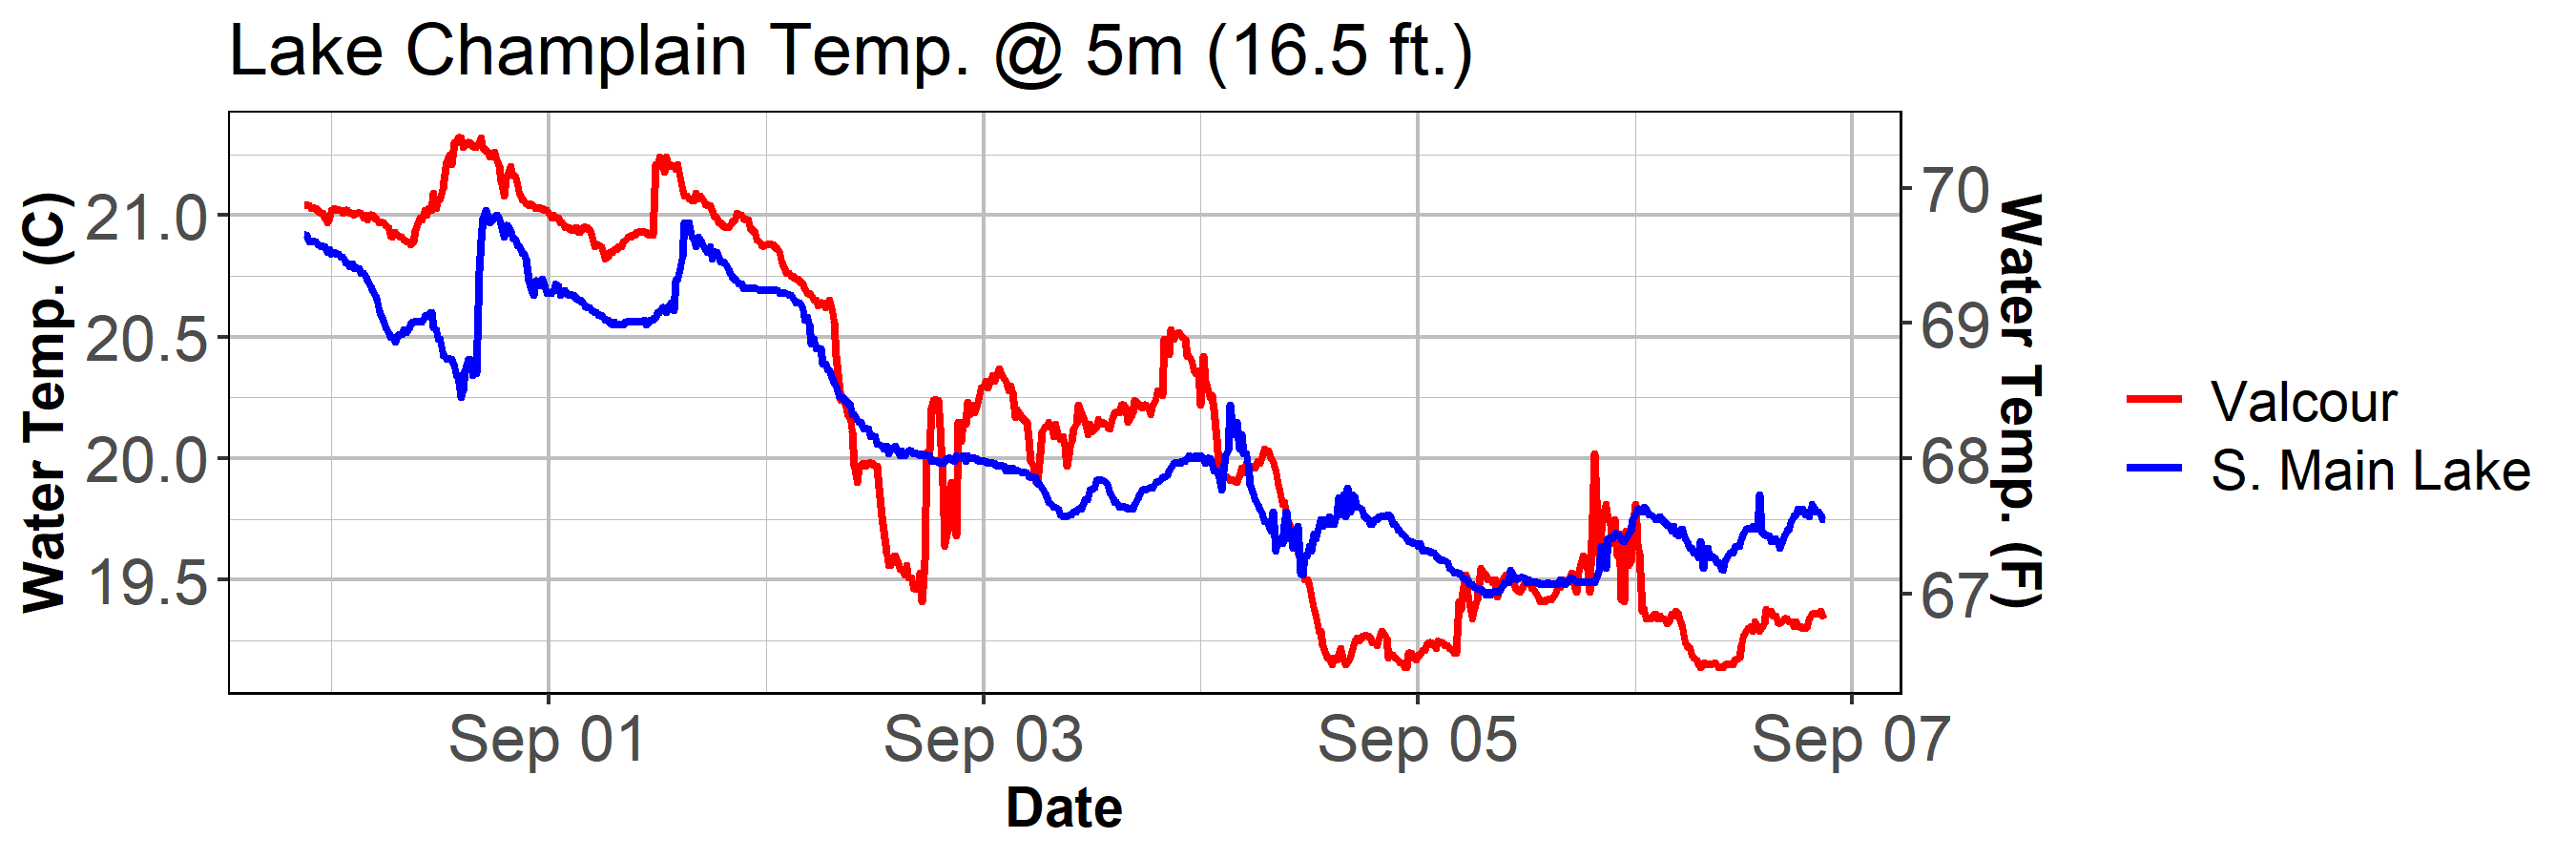 Lake Champlain Temp. @ 5m (16.5 ft.)
Water Temp. (C)
21.0
20.5
20.0
19.5
70
69
68
67
Water Temp. (F)
Sep 01
Sep 03
Sep 05
Sep 07
Date
Valcour
S. Main Lake